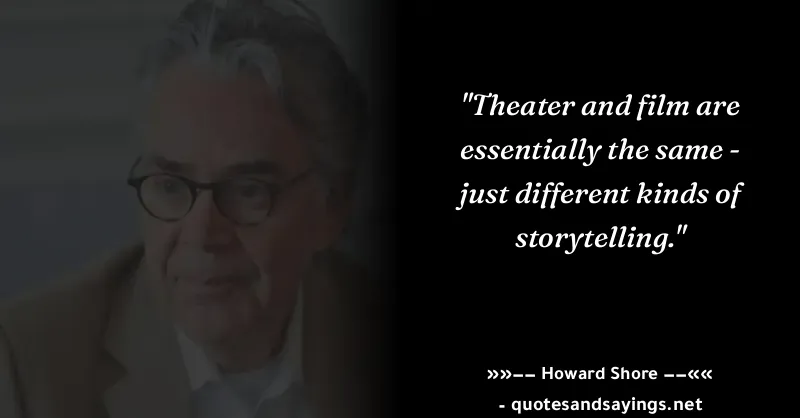 "Theater and film are
essentially the same -
just different kinds of
storytelling."
»»−− Howard Shore −−««
- quotesandsayings.net